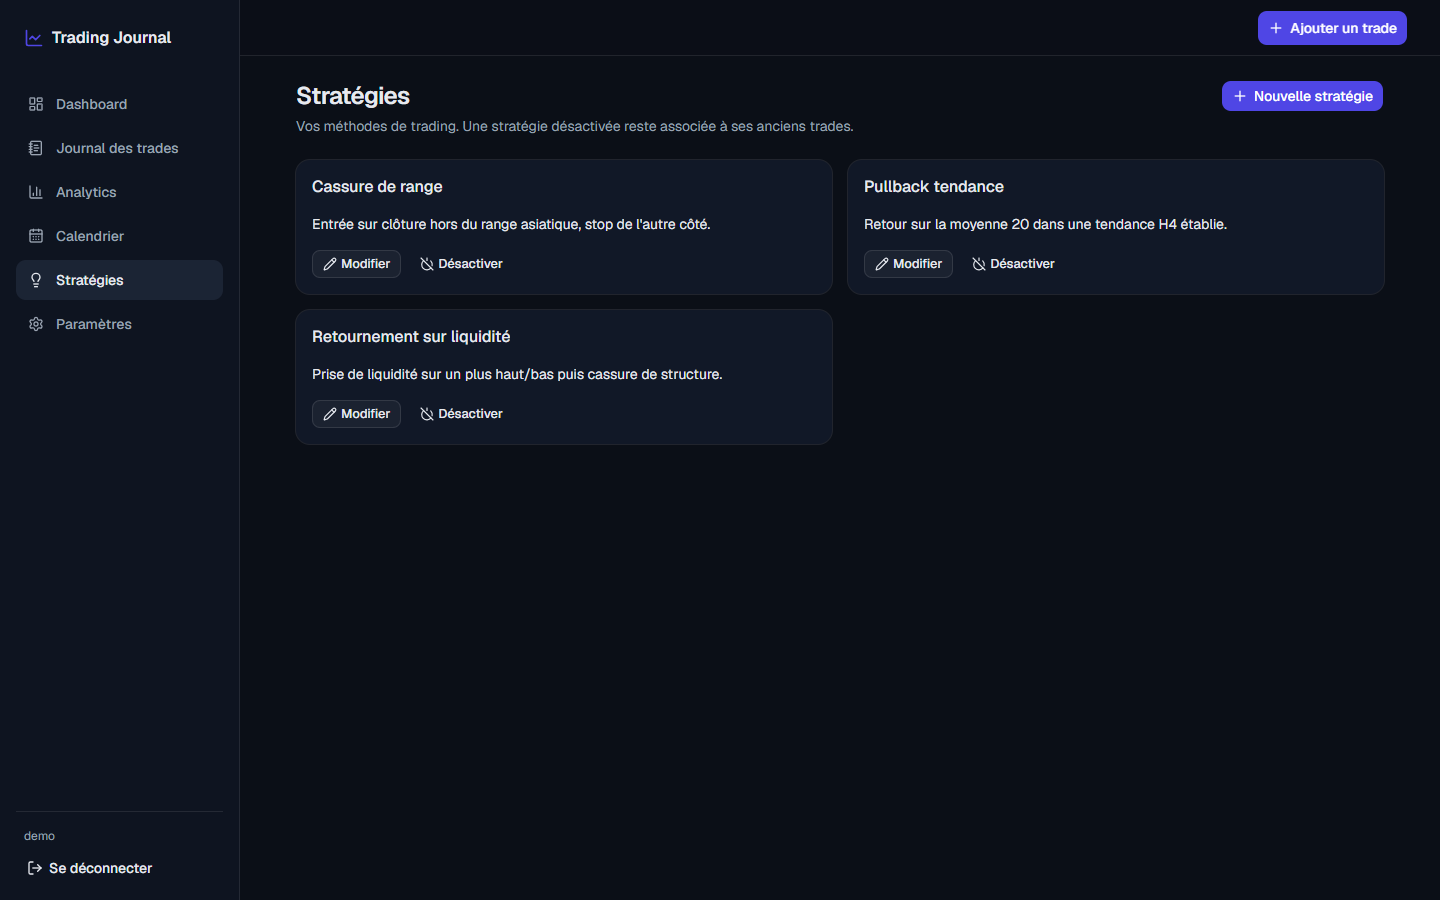 Trading Journal
Dashboard
Journal des trades
Analytics
Calendrier
Stratégies
Paramètres
demo
Se déconnecter
Ajouter un trade
Stratégies
Nouvelle stratégie
Vos méthodes de trading. Une stratégie désactivée reste associée à ses anciens trades.
Cassure de range
Entrée sur clôture hors du range asiatique, stop de l'autre côté.
Modifier
Désactiver
Pullback tendance
Retour sur la moyenne 20 dans une tendance H4 établie.
Modifier
Désactiver
Retournement sur liquidité
Prise de liquidité sur un plus haut/bas puis cassure de structure.
Modifier
Désactiver